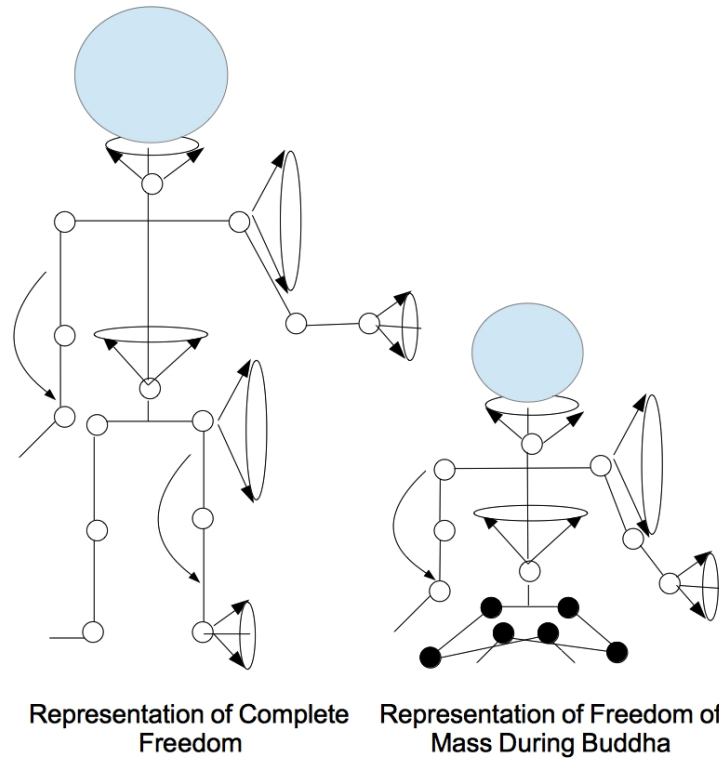 Representation of Complete
Freedom
Representation of Freedom of
Mass During Buddha